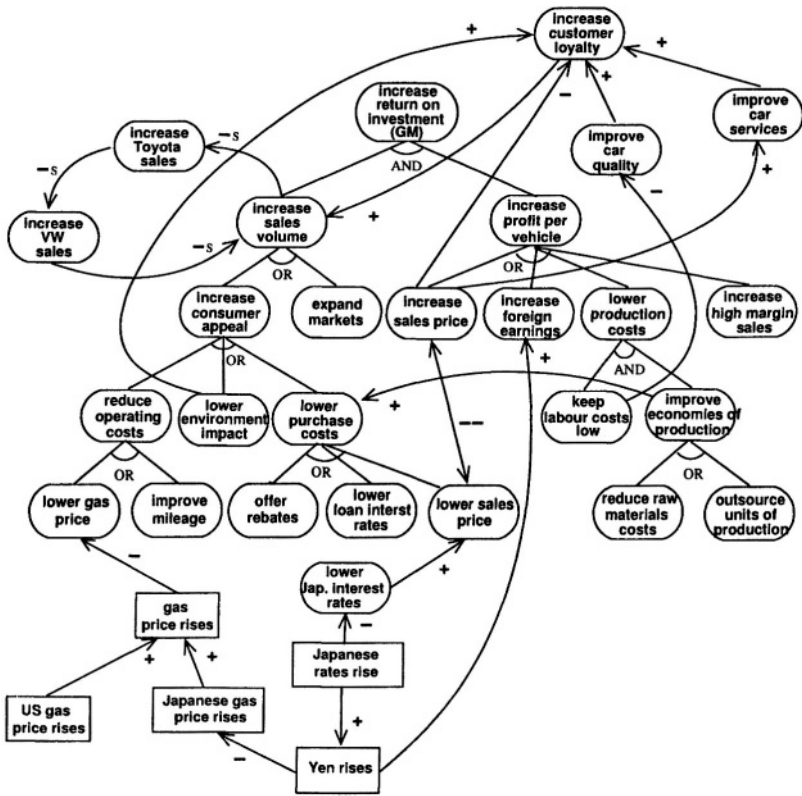 +
increase
customer
loyalty
+
+
-
increase
return on
investment
(GM)
improve
car
services
increase
Toyota
sales
-s
-s
AND
improve
car
quality
+
-
increase
sales
volume
+
increase
profit per
vehicle
increase
VW
sales
-s
OR
OR
increase
consumer
appeal
expand
markets
increase
sales price
increase
foreign
earnings
lower
production
costs
increase
high margin
sales
OR
+
AND
reduce
operating
costs
lower
environment
impact
lower
purchase
costs
+
keep
labour costs
low
improve
economies of
production
--
OR
OR
OR
lower gas
price
improve
mileage
offer
rebates
lower
loan interst
rates
lower sales
price
reduce raw
materials
costs
outsource
units of
production
-
lower
Jap. interest
rates
+
gas
price rises
-
+
+
Japanese
rates rise
US gas
price rises
Japanese gas
price rises
+
-
Yen rises